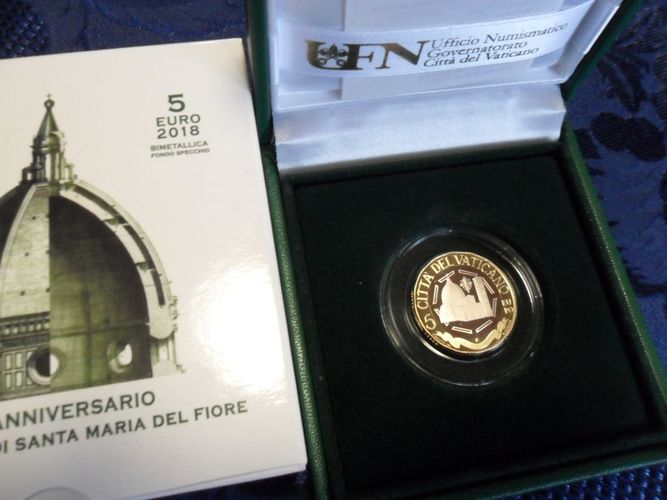 5
EURO
2018
BIMETALLICA
FONDO SPECCHIO
ANNIVERSARIO
DI SANTA MARIA DEL FIORE
UFN
Ufficio Numismatico
Governatorato
Città del Vaticano
CITTÀ DEL VATICANO
5